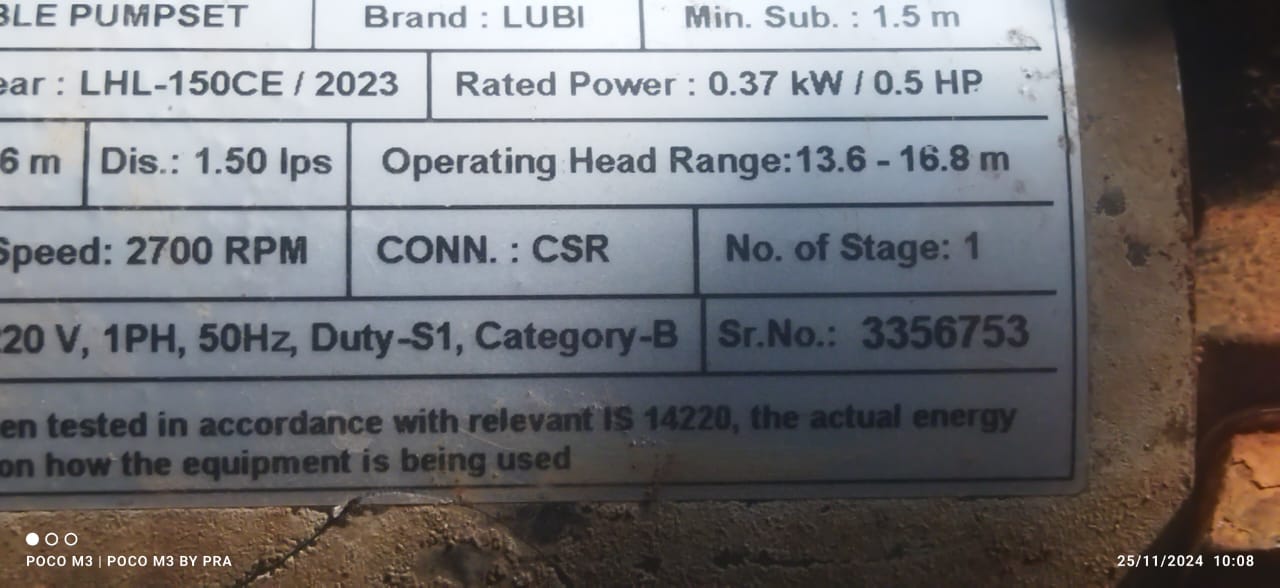 BLE PUMPSET Brand : LUBI Min. Sub. : 1.5 m
ear : LHL-150CE / 2023 Rated Power : 0.37 kW / 0.5 HP
6 m Dis.: 1.50 lps Operating Head Range:13.6 - 16.8 m
Speed: 2700 RPM CONN. : CSR No. of Stage: 1
20 V, 1PH, 50Hz, Duty-S1, Category-B Sr.No.: 3356753
en tested in accordance with relevant IS 14220, the actual energy
on how the equipment is being used
POCO M3 | POCO M3 BY PRA 25/11/2024 10:08